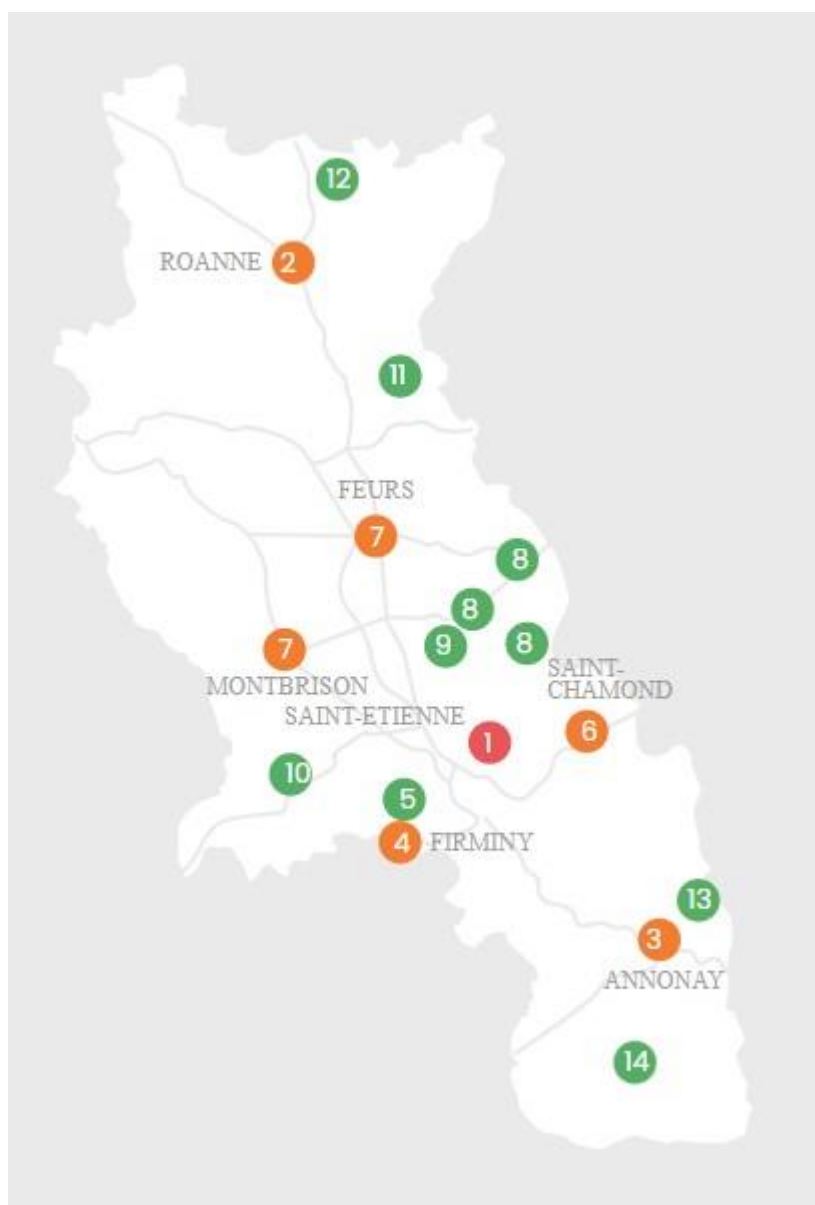 12
ROANNE 2
11
FEURS
7
8
8
9
8
7
SAINT-
CHAMOND
MONTBRISON
SAINT-ETIENNE
6
1
10
5
4 FIRMINY
13
3
ANNONAY
14